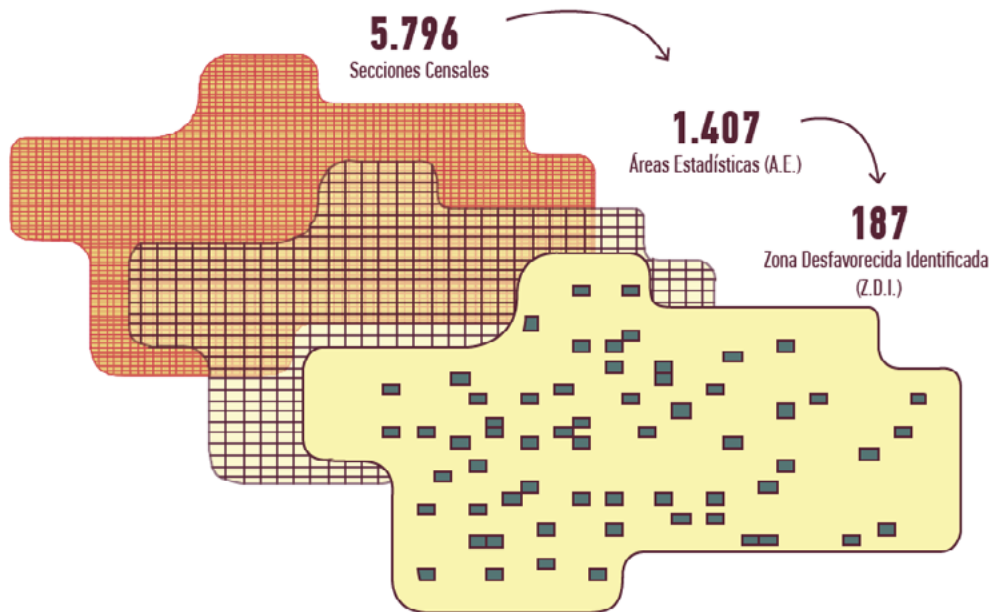 5.796
Secciones Censales
1.407
Áreas Estadísticas (A.E.)
187
Zona Desfavorecida Identificada
(Z.D.I.)